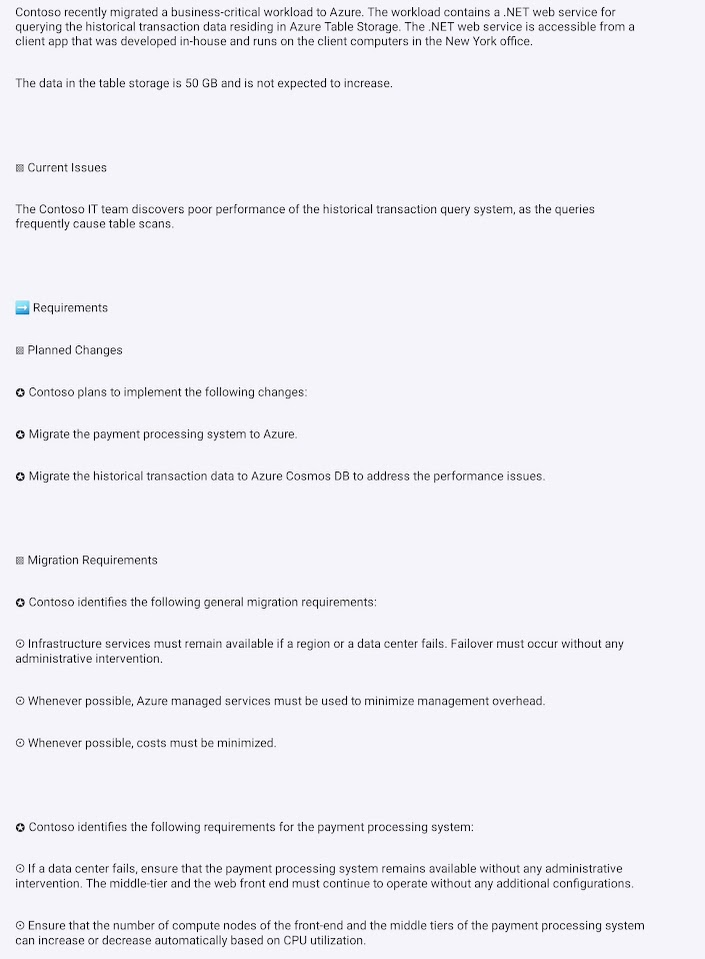 Contoso recently migrated a business-critical workload to Azure. The workload contains a .NET web service for
querying the historical transaction data residing in Azure Table Storage. The .NET web service is accessible from a
client app that was developed in-house and runs on the client computers in the New York office.
The data in the table storage is 50 GB and is not expected to increase.
▧ Current Issues
The Contoso IT team discovers poor performance of the historical transaction query system, as the queries
frequently cause table scans.
➡️ Requirements
▧ Planned Changes
✪ Contoso plans to implement the following changes:
✪ Migrate the payment processing system to Azure.
✪ Migrate the historical transaction data to Azure Cosmos DB to address the performance issues.
▧ Migration Requirements
✪ Contoso identifies the following general migration requirements:
⊙ Infrastructure services must remain available if a region or a data center fails. Failover must occur without any
administrative intervention.
⊙ Whenever possible, Azure managed services must be used to minimize management overhead.
⊙ Whenever possible, costs must be minimized.
✪ Contoso identifies the following requirements for the payment processing system:
⊙ If a data center fails, ensure that the payment processing system remains available without any administrative
intervention. The middle-tier and the web front end must continue to operate without any additional configurations.
⊙ Ensure that the number of compute nodes of the front-end and the middle tiers of the payment processing system
can increase or decrease automatically based on CPU utilization.